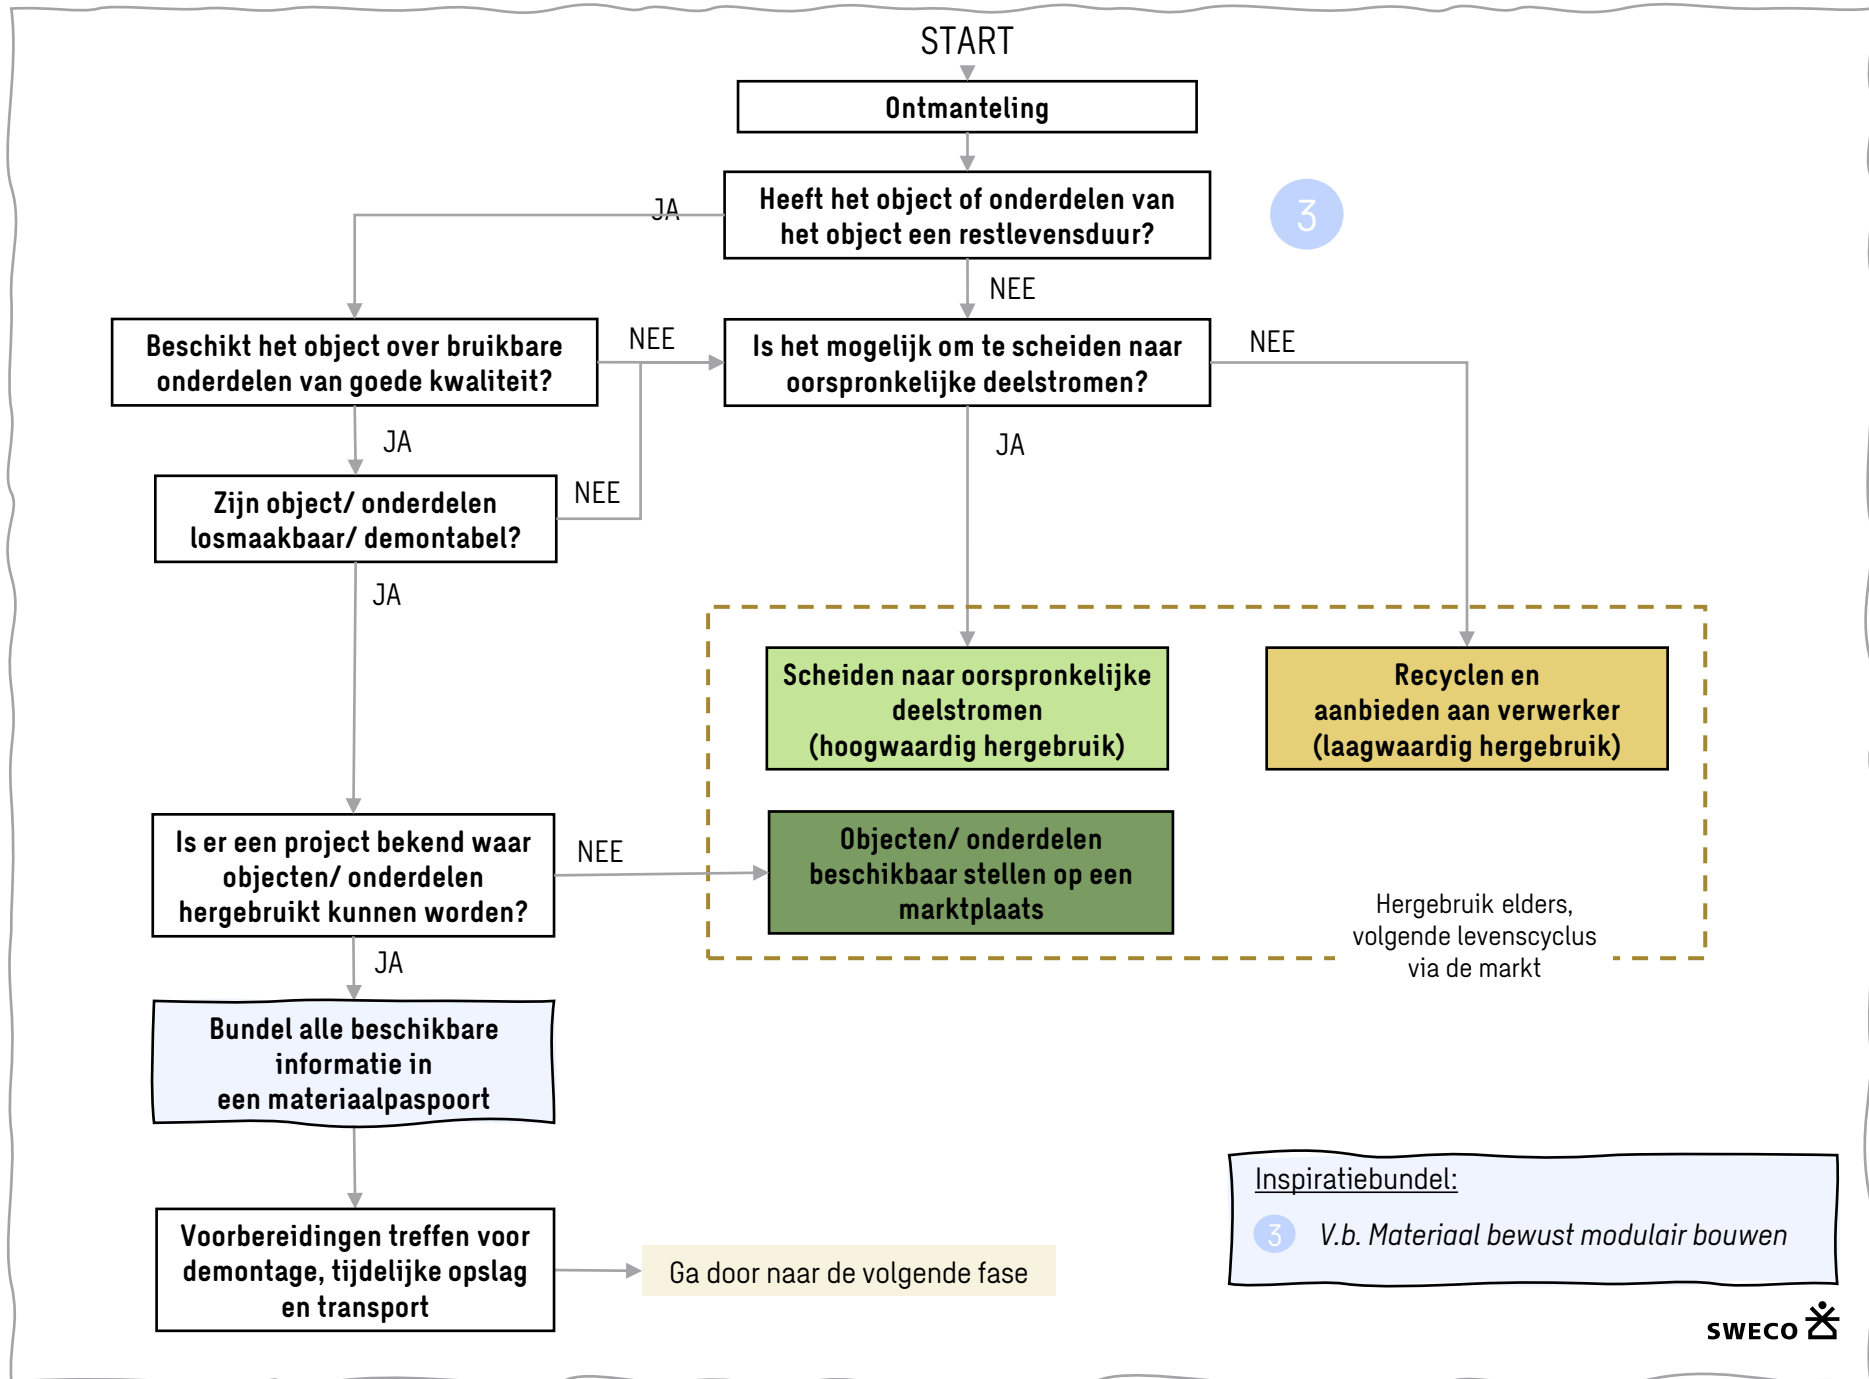 START
Ontmanteling
Heeft het object of onderdelen van
het object een restlevensduur?
3
JA
NEE
Beschikt het object over bruikbare
onderdelen van goede kwaliteit?
NEE
Is het mogelijk om te scheiden naar
oorspronkelijke deelstromen?
NEE
JA
JA
Zijn object/ onderdelen
losmaakbaar/ demontabel?
NEE
JA
Scheiden naar oorspronkelijke
deelstromen
(hoogwaardig hergebruik)
Recyclen en
aanbieden aan verwerker
(laagwaardig hergebruik)
Is er een project bekend waar
objecten/ onderdelen
hergebruikt kunnen worden?
NEE
Objecten/ onderdelen
beschikbaar stellen op een
marktplaats
Hergebruik elders,
volgende levenscyclus
via de markt
JA
Bundel alle beschikbare
informatie in
een materiaalpaspoort
Voorbereidingen treffen voor
demontage, tijdelijke opslag
en transport
Ga door naar de volgende fase
Inspiratiebundel:
3 V.b. Materiaal bewust modulair bouwen
SWECO